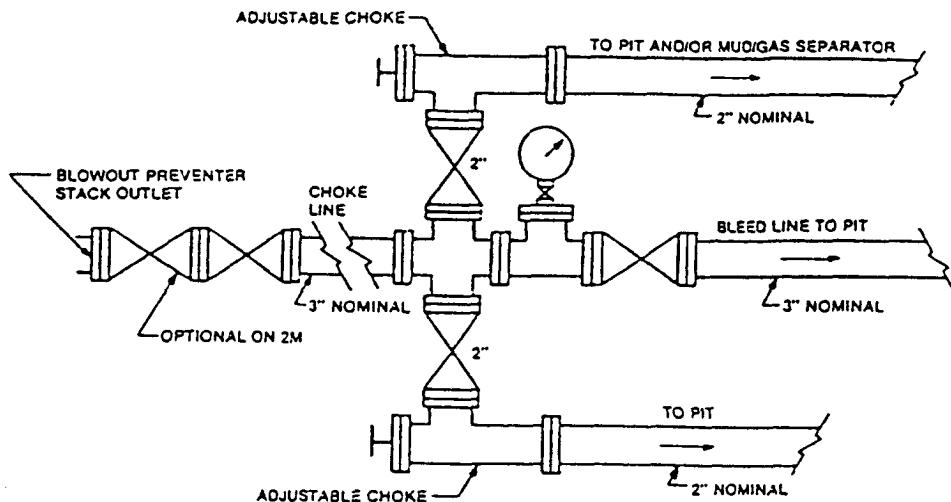 ADJUSTABLE CHOKE
TO PIT AND/OR MUD/GAS SEPARATOR
2" NOMINAL
2"
BLOWOUT PREVENTER
STACK OUTLET
CHOKE
LINE
BLEED LINE TO PIT
3" NOMINAL
3" NOMINAL
OPTIONAL ON 2M
2"
TO PIT
2" NOMINAL
ADJUSTABLE CHOKE